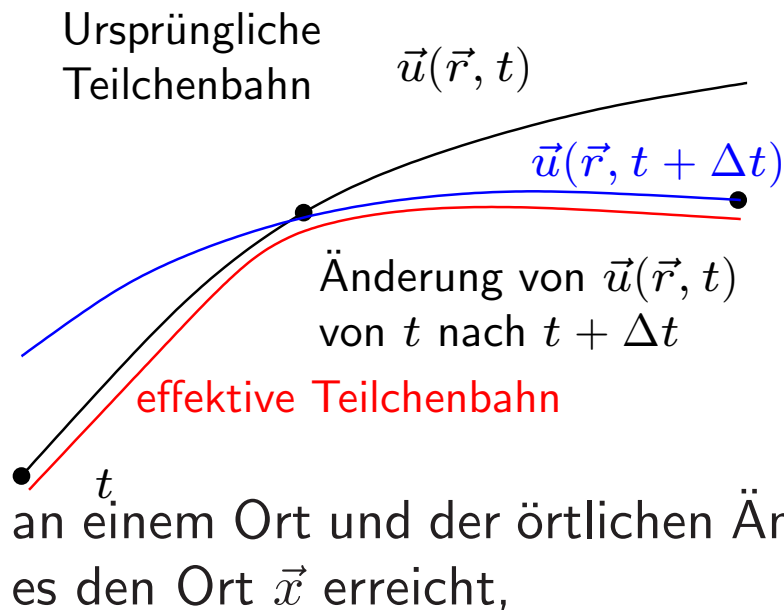 Ursprüngliche
Teilchenbahn
$\vec{u}(\vec{r}, t)$
$\vec{u}(\vec{r}, t + \Delta t)$
Änderung von $\vec{u}(\vec{r}, t)$
von $t$ nach $t + \Delta t$
effektive Teilchenbahn
$t$
an einem Ort und der örtlichen
es den Ort $\vec{x}$ erreicht,